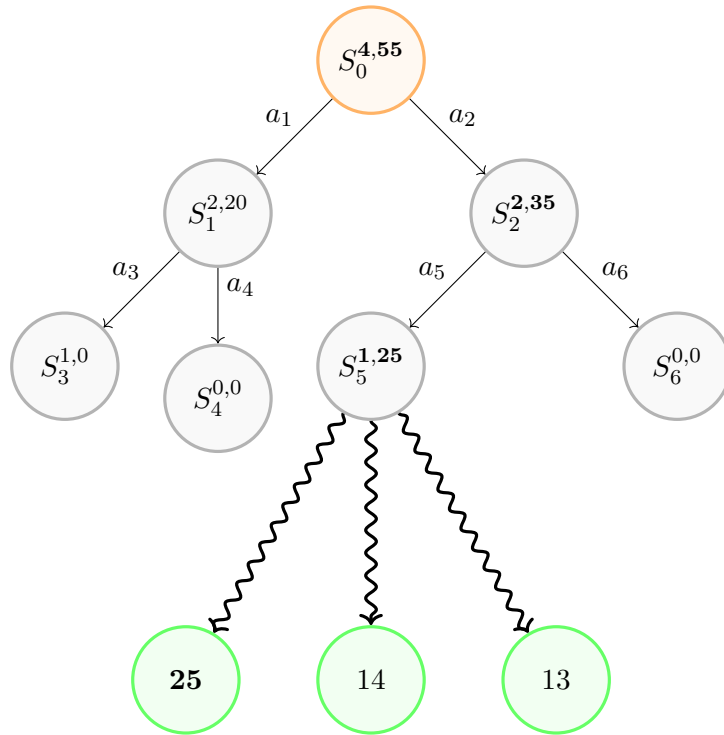 S_0^{4,55}
a_1 a_2
S_1^{2,20} S_2^{2,35}
a_3 a_4 a_5 a_6
S_3^{1,0} S_4^{0,0} S_5^{1,25} S_6^{0,0}
25 14 13